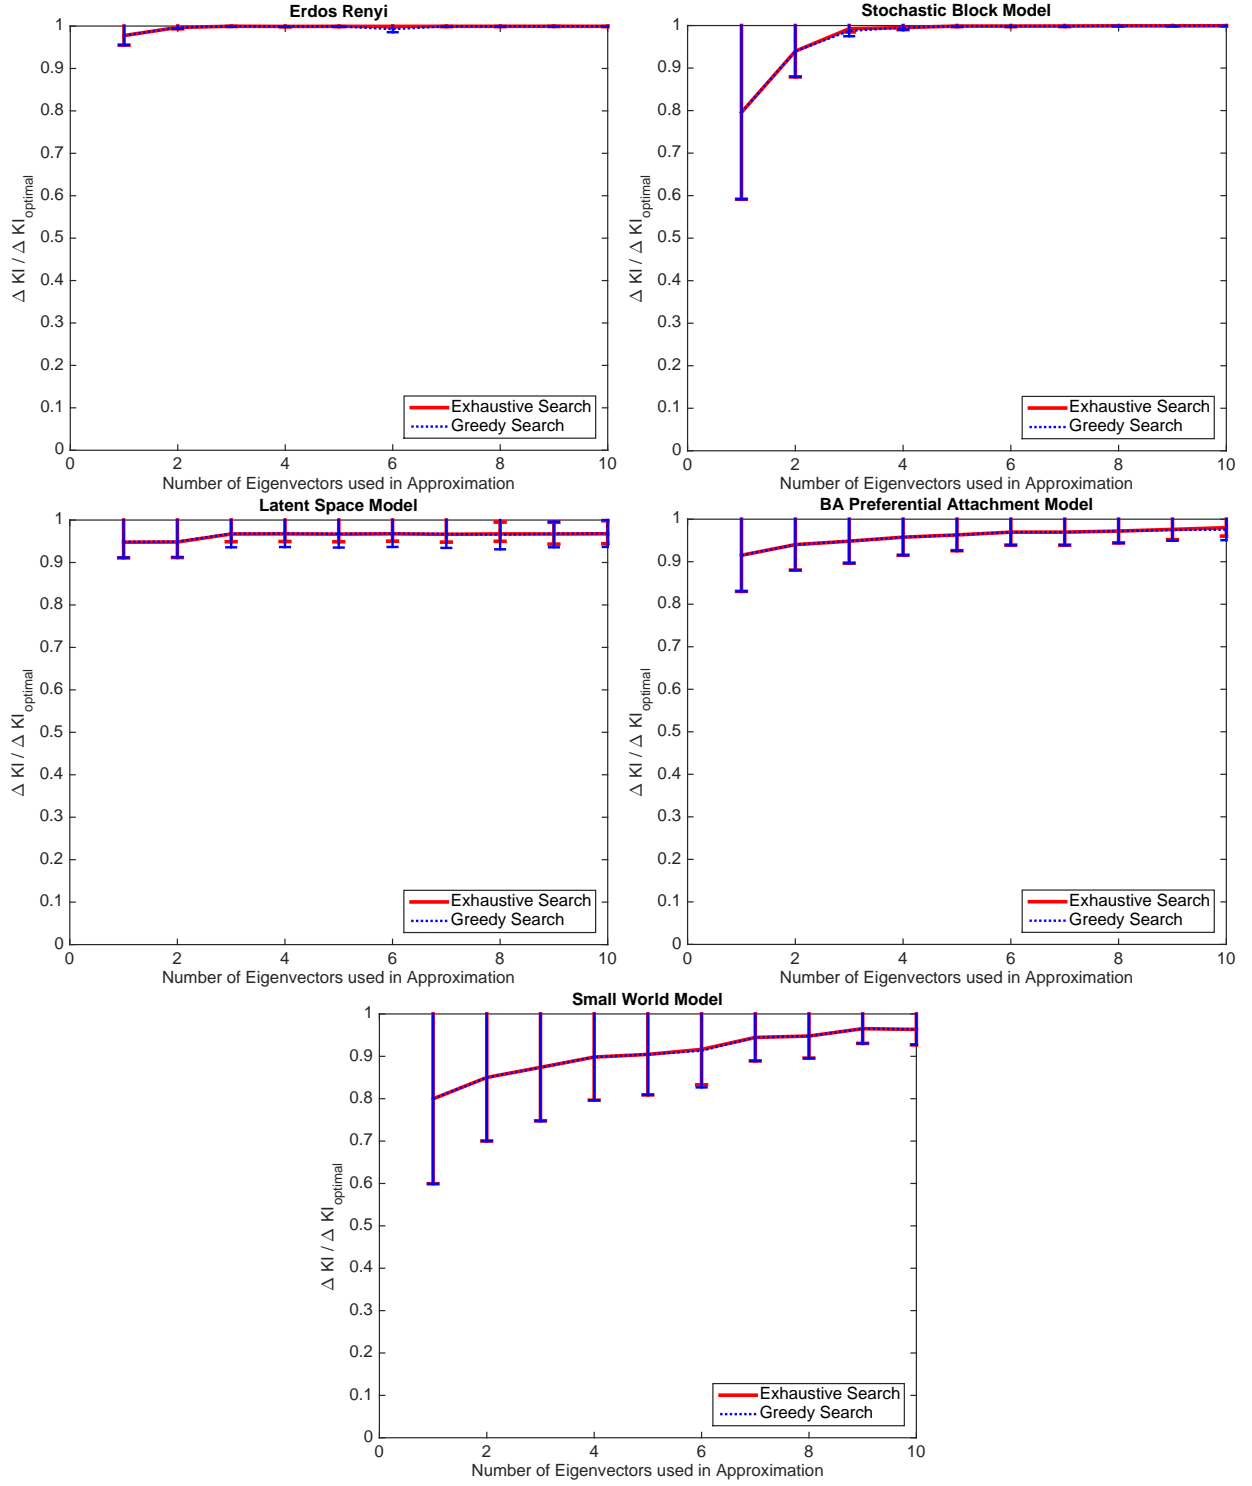 Erdos Renyi
1
0.9
0.8
0.7
0.6
0.5
0.4
0.3
0.2
0.1
0
Δ KI / Δ KI_optimal
Exhaustive Search
Greedy Search
0 2 4 6 8 10
Number of Eigenvectors used in Approximation
Stochastic Block Model
1
0.9
0.8
0.7
0.6
0.5
0.4
0.3
0.2
0.1
0
Δ KI / Δ KI_optimal
Exhaustive Search
Greedy Search
0 2 4 6 8 10
Number of Eigenvectors used in Approximation
Latent Space Model
1
0.9
0.8
0.7
0.6
0.5
0.4
0.3
0.2
0.1
0
Δ KI / Δ KI_optimal
Exhaustive Search
Greedy Search
0 2 4 6 8 10
Number of Eigenvectors used in Approximation
BA Preferential Attachment Model
1
0.9
0.8
0.7
0.6
0.5
0.4
0.3
0.2
0.1
0
Δ KI / Δ KI_optimal
Exhaustive Search
Greedy Search
0 2 4 6 8 10
Number of Eigenvectors used in Approximation
Small World Model
1
0.9
0.8
0.7
0.6
0.5
0.4
0.3
0.2
0.1
0
Δ KI / Δ KI_optimal
Exhaustive Search
Greedy Search
0 2 4 6 8 10
Number of Eigenvectors used in Approximation